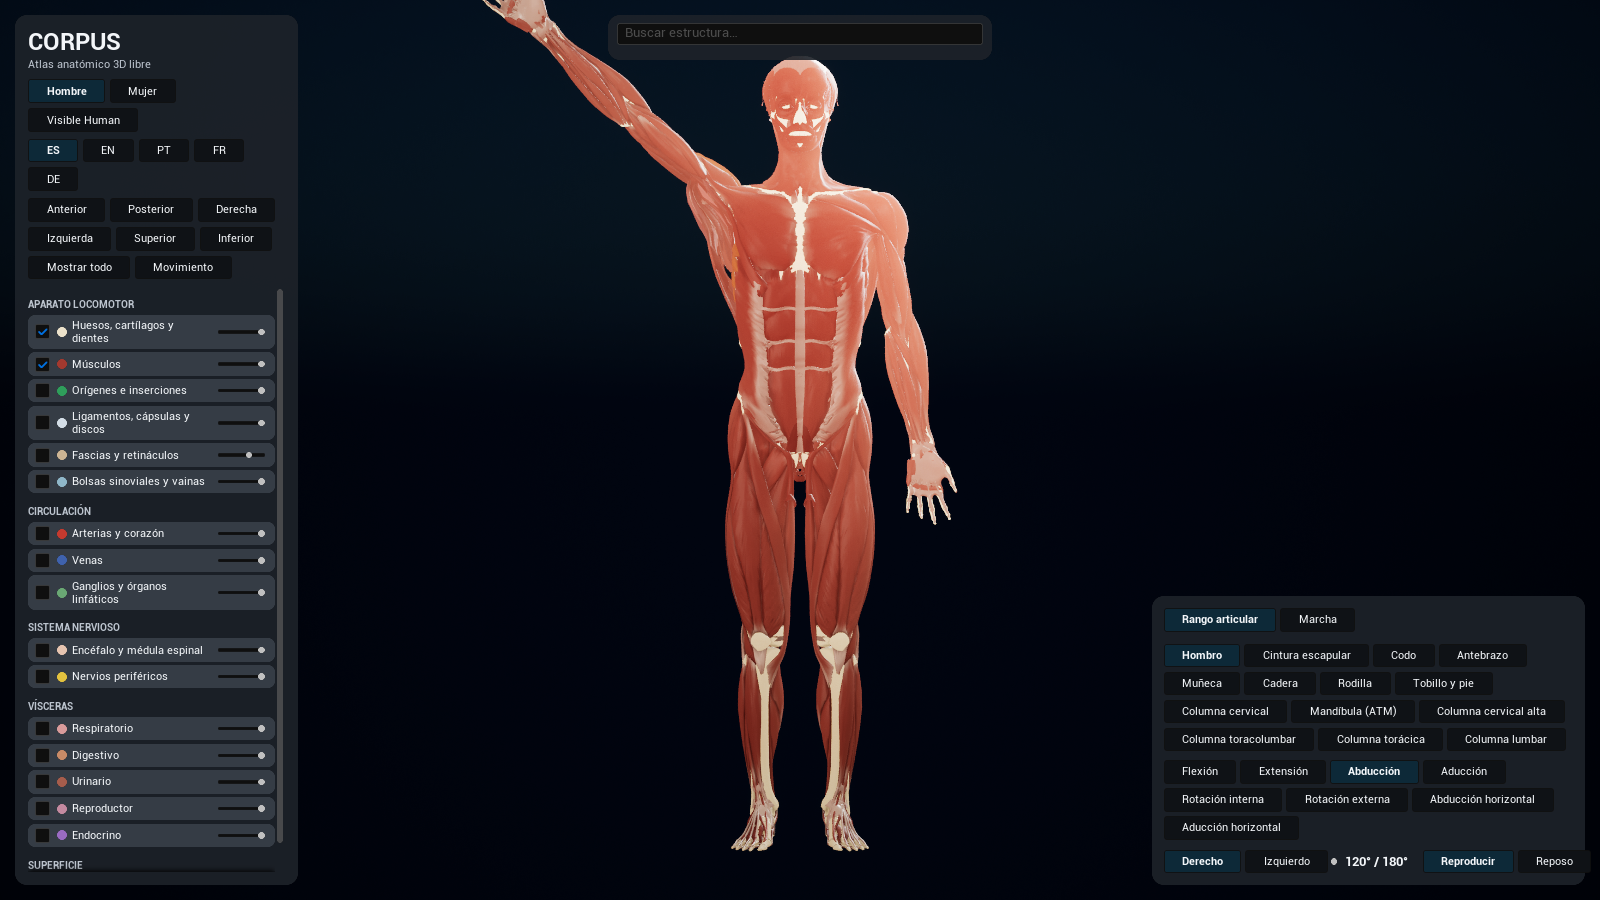 CORPUS
Atlas anatómico 3D libre
Hombre Mujer
Visible Human
ES EN PT FR
DE
Anterior Posterior Derecha
Izquierda Superior Inferior
Mostrar todo Movimiento
APARATO LOCOMOTOR
Huesos, cartílagos y
dientes
Músculos
Orígenes e inserciones
Ligamentos, cápsulas y
discos
Fascias y retináculos
Bolsas sinoviales y vainas
CIRCULACIÓN
Arterias y corazón
Venas
Ganglios y órganos
linfáticos
SISTEMA NERVIOSO
Encéfalo y médula espinal
Nervios periféricos
VÍSCERAS
Respiratorio
Digestivo
Urinario
Reproductor
Endocrino
SUPERFICIE
Buscar estructura...
Rango articular Marcha
Hombro Cintura escapular Codo Antebrazo
Muñeca Cadera Rodilla Tobillo y pie
Columna cervical Mandíbula (ATM) Columna cervical alta
Columna toracolumbar Columna torácica Columna lumbar
Flexión Extensión Abducción Aducción
Rotación interna Rotación externa Abducción horizontal
Aducción horizontal
Derecho Izquierdo 120° / 180° Reproducir Reposo